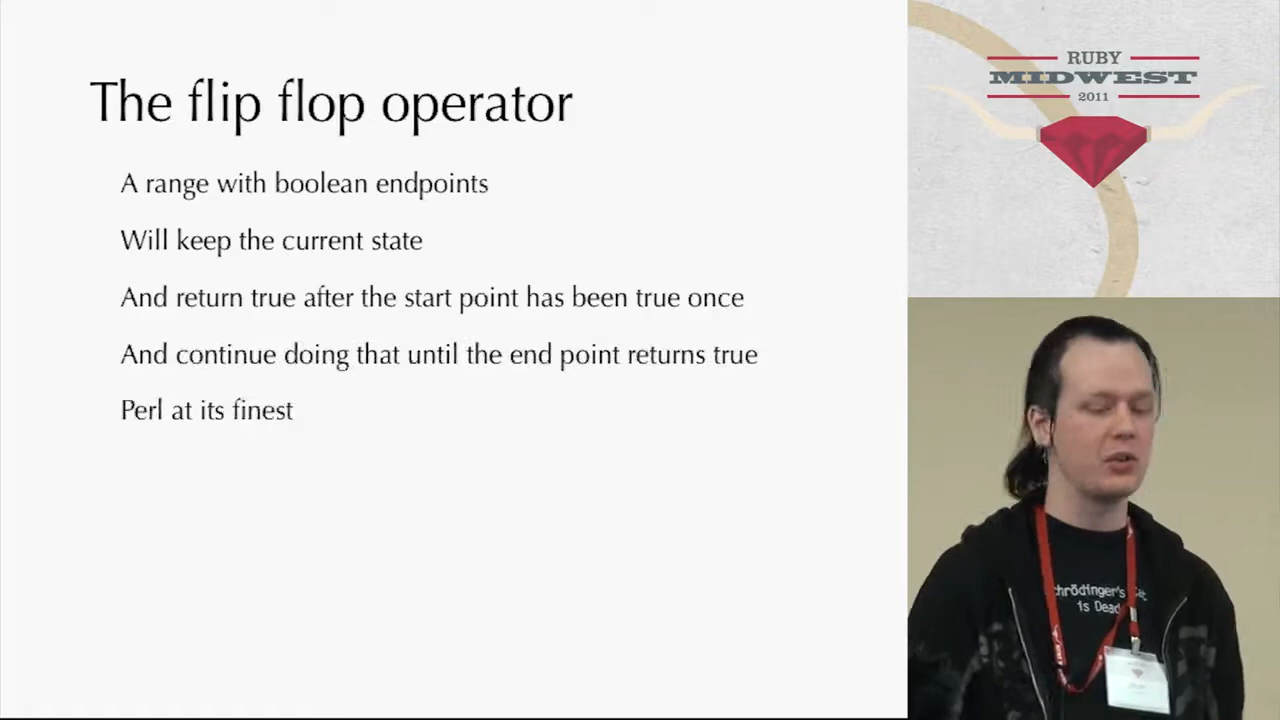 The flip flop operator
A range with boolean endpoints
Will keep the current state
And return true after the start point has been true once
And continue doing that until the end point returns true
Perl at its finest
RUBY
MIDWEST
2011
is Dead